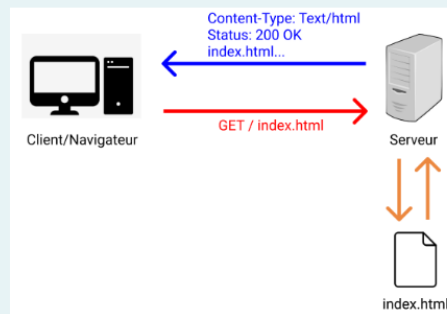 Content-Type: Text/html
Status: 200 OK
index.html...
GET / index.html
Client/Navigateur
Serveur
index.html